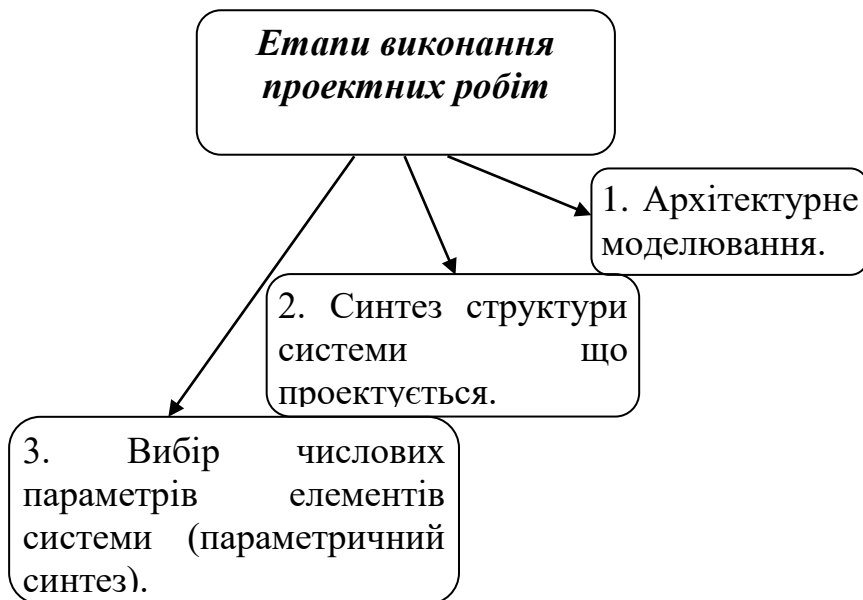 Етапи виконання
проектних робіт
1. Архітектурне
моделювання.
2. Синтез структури
системи що
проектується.
3. Вибір числових
параметрів елементів
системи (параметричний
синтез).